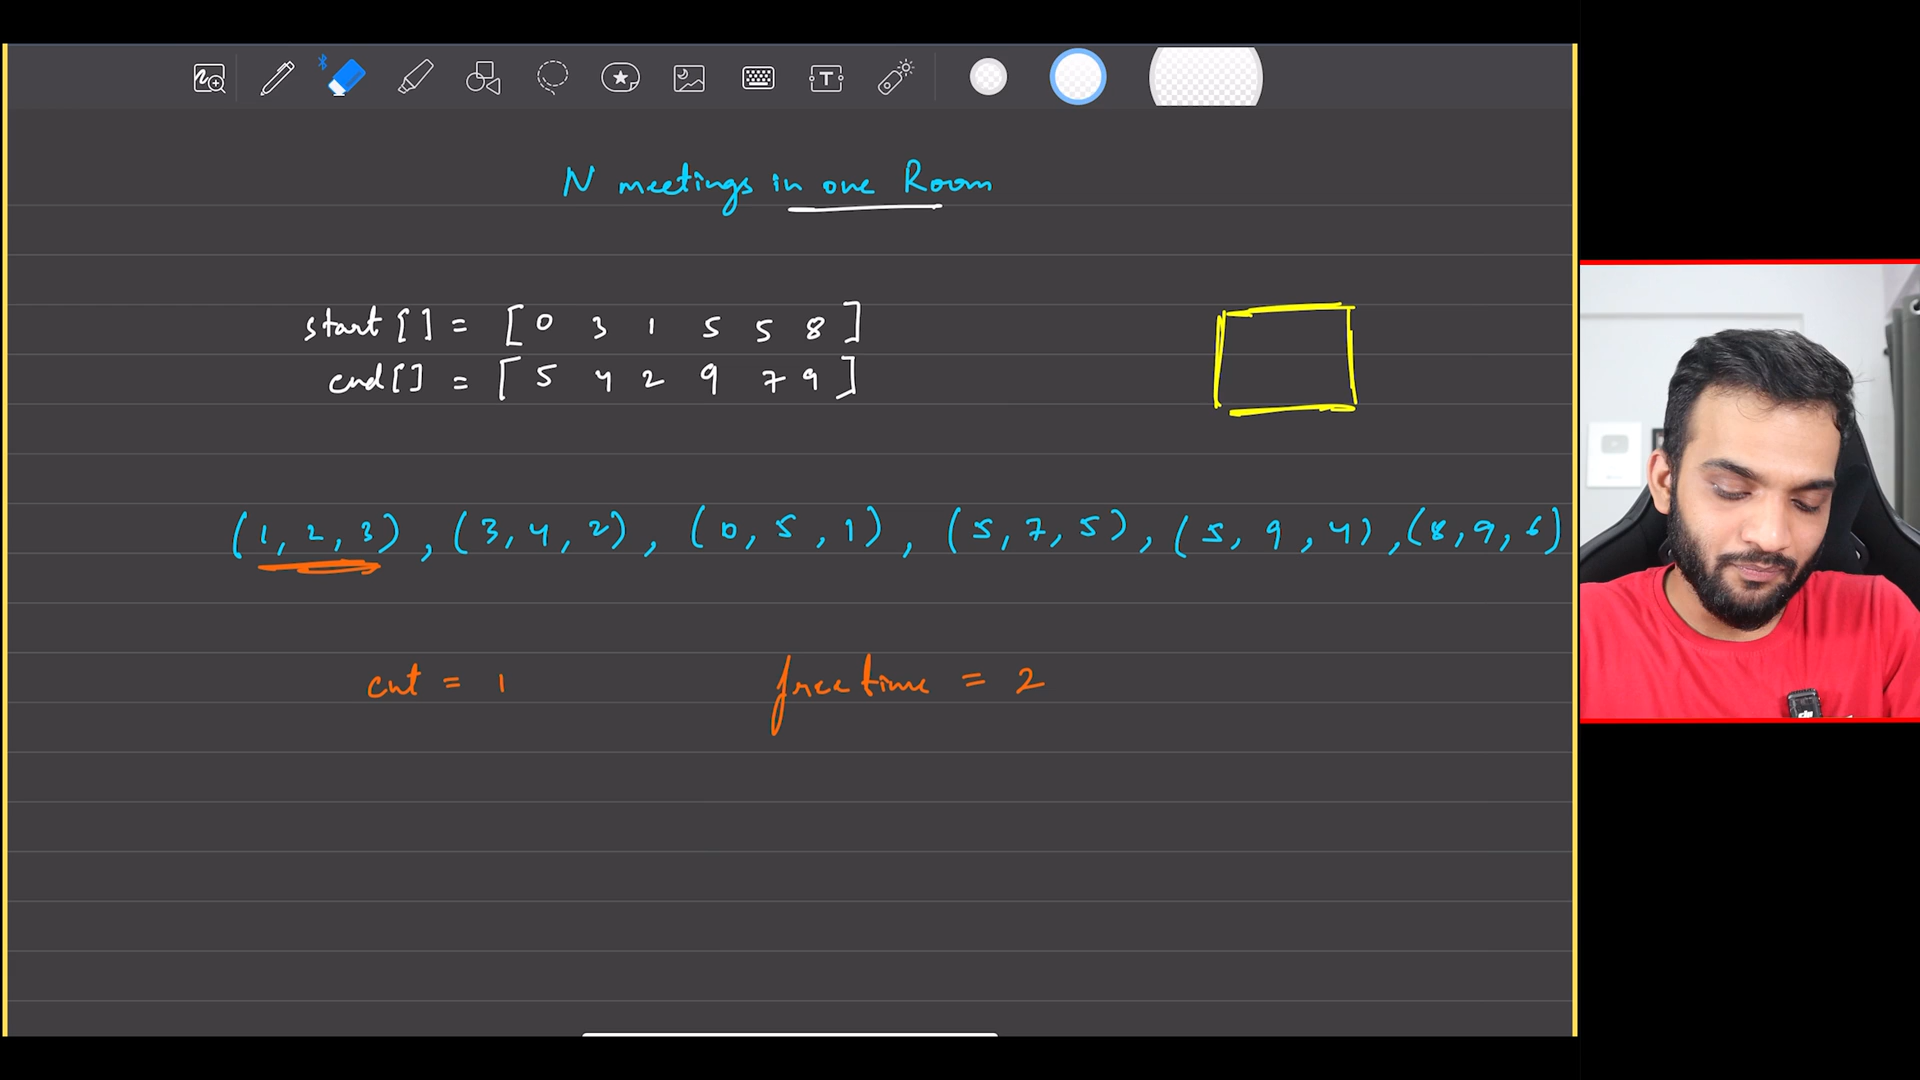 N meetings in one Room
start[] = [0 3 1 5 5 8]
end[] = [5 4 2 9 7 9]
(1, 2, 3), (3, 4, 2), (0, 5, 1), (5, 7, 5), (5, 9, 4), (8, 9, 6)
cnt = 1 freetime = 2